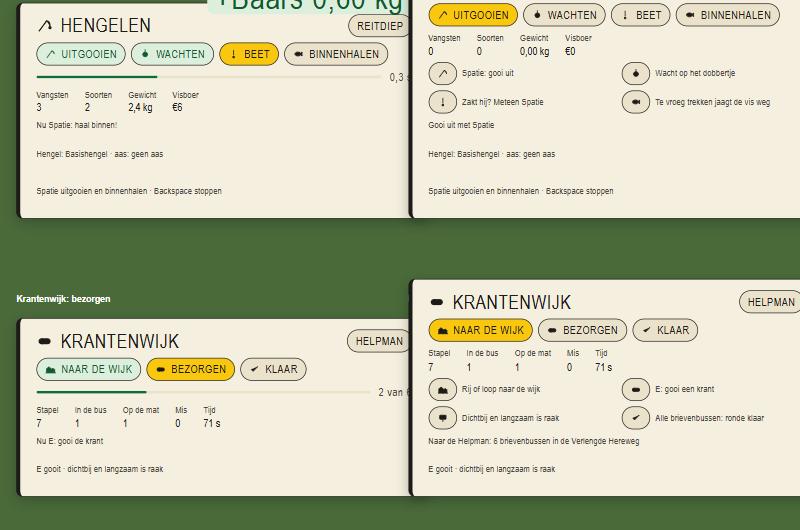 +Baars 0,60 kg
HENGELEN
REITDIEP
UITGOOIEN
WACHTEN
BEET
BINNENHALEN
0,3 s
Vangsten Soorten Gewicht Visboer
3 2 2,4 kg €6
Nu Spatie: haal binnen!
Hengel: Basishengel · aas: geen aas
Spatie uitgooien en binnenhalen · Backspace stoppen
UITGOOIEN
WACHTEN
BEET
BINNENHALEN
Vangsten Soorten Gewicht Visboer
0 0 0,00 kg €0
Spatie: gooi uit
Wacht op het dobbertje
Zakt hij? Meteen Spatie
Te vroeg trekken jaagt de vis weg
Gooi uit met Spatie
Hengel: Basishengel · aas: geen aas
Spatie uitgooien en binnenhalen · Backspace stoppen
Krantenwijk: bezorgen
KRANTENWIJK
HELPMAN
NAAR DE WIJK
BEZORGEN
KLAAR
2 van 6
Stapel In de bus Op de mat Mis Tijd
7 1 1 0 71 s
Nu E: gooi de krant
E gooit · dichtbij en langzaam is raak
KRANTENWIJK
HELPMAN
NAAR DE WIJK
BEZORGEN
KLAAR
Stapel In de bus Op de mat Mis Tijd
7 1 1 0 71 s
Rij of loop naar de wijk
E: gooi een krant
Dichtbij en langzaam is raak
Alle brievenbussen: ronde klaar
Naar de Helpman: 6 brievenbussen in de Verlengde Hereweg
E gooit · dichtbij en langzaam is raak